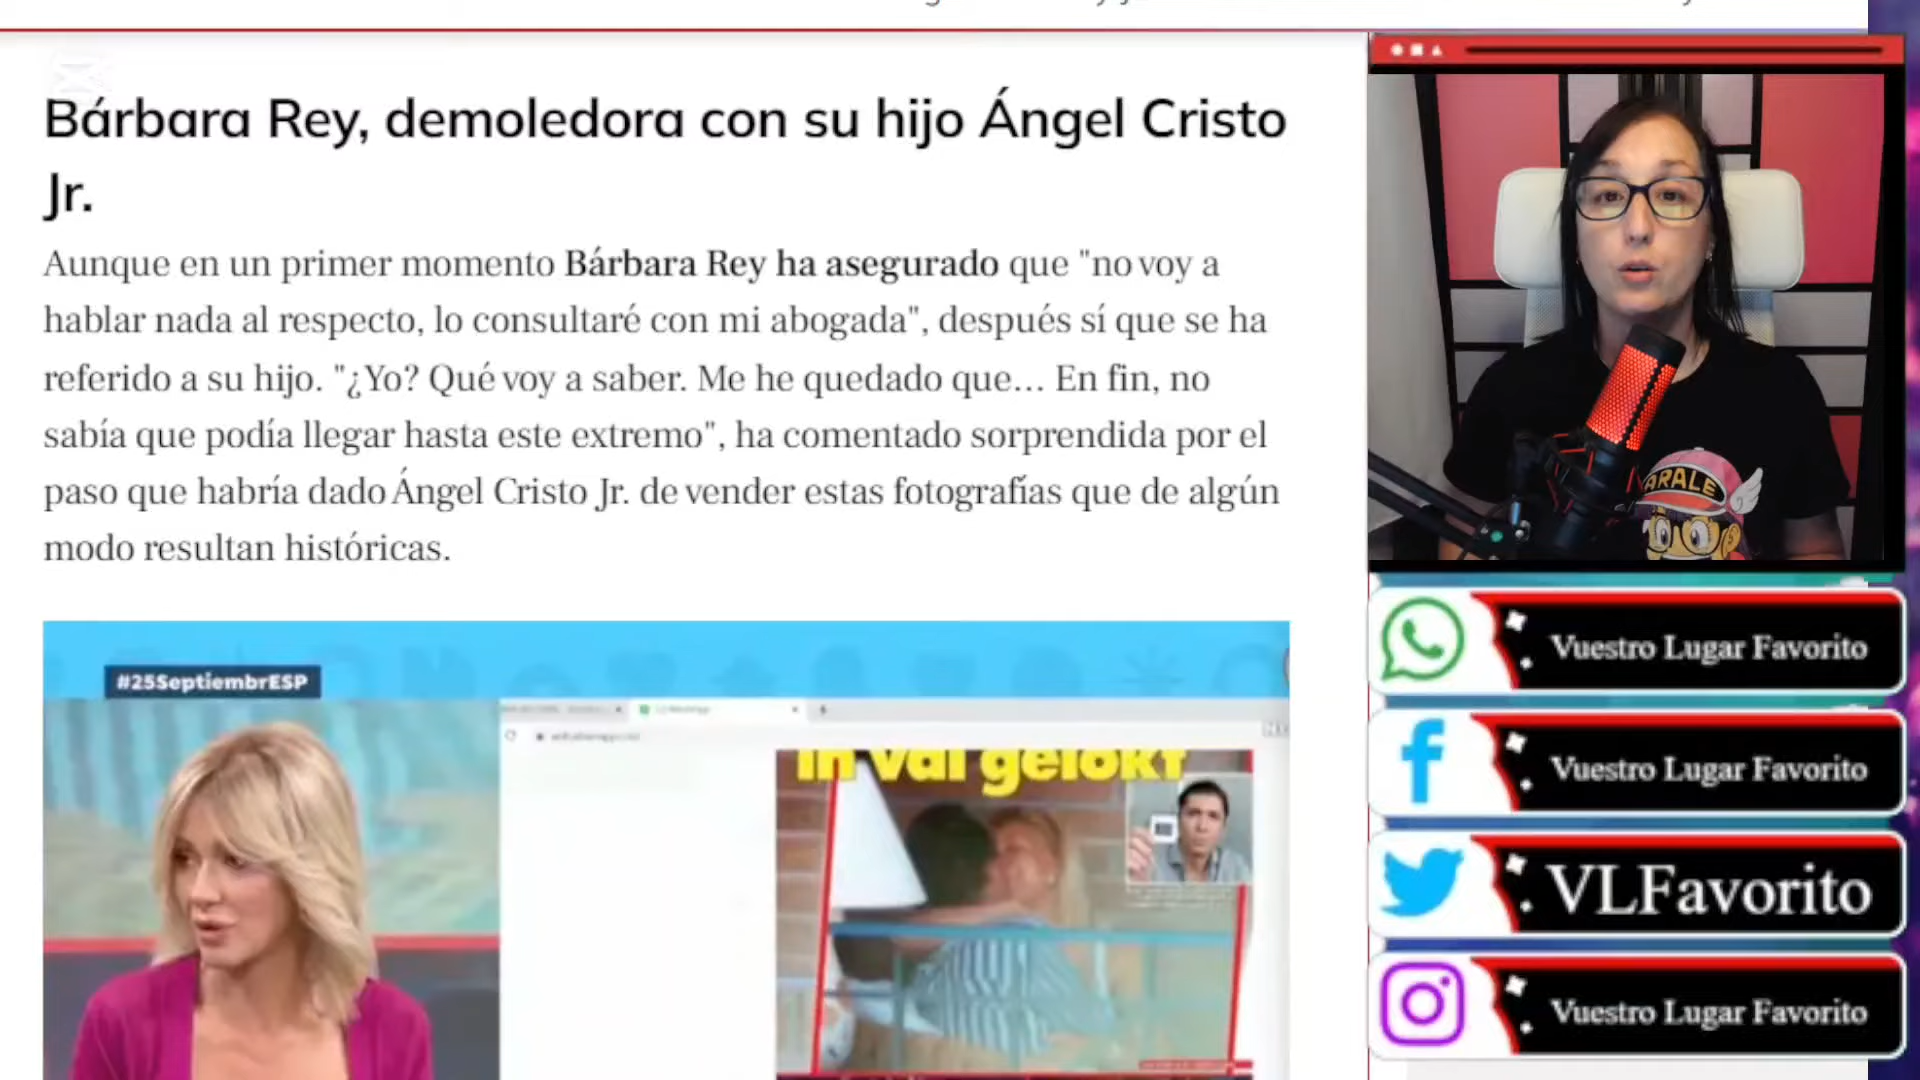 Bárbara Rey, demoledora con su hijo Ángel Cristo
Jr.
Aunque en un primer momento Bárbara Rey ha asegurado que "no voy a
hablar nada al respecto, lo consultaré con mi abogada", después sí que se ha
referido a su hijo. "¿Yo? Qué voy a saber. Me he quedado que... En fin, no
sabía que podía llegar hasta este extremo", ha comentado sorprendida por el
paso que habría dado Ángel Cristo Jr. de vender estas fotografías que de algún
modo resultan históricas.
#25SeptiembrESP
in val gelokt
ARALE
Vuestro Lugar Favorito
Vuestro Lugar Favorito
VLFavorito
Vuestro Lugar Favorito